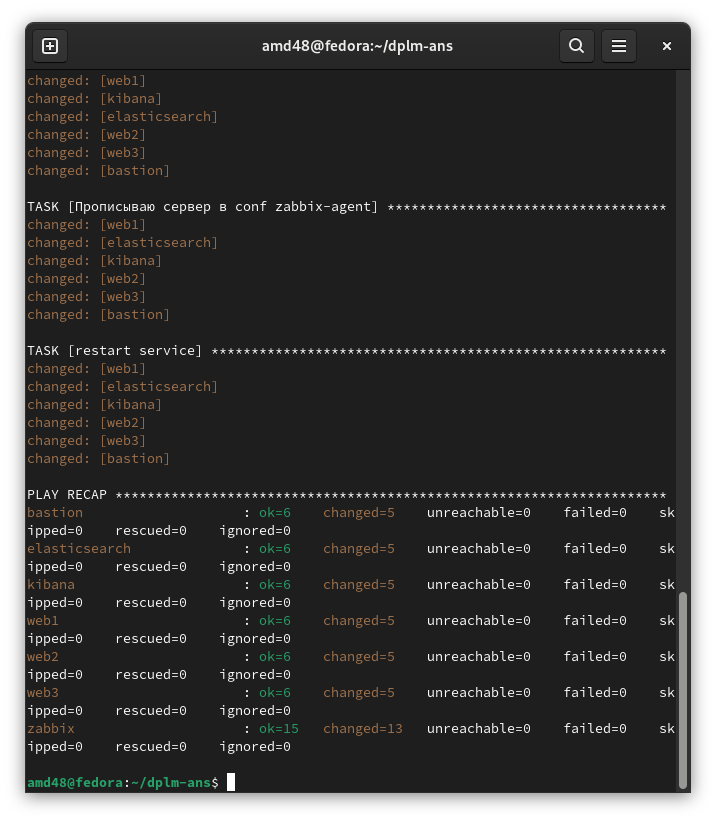 amd48@fedora:~/dplm-ans
changed: [web1]
changed: [kibana]
changed: [elasticsearch]
changed: [web2]
changed: [web3]
changed: [bastion]
TASK [Прописываю сервер в conf zabbix-agent] ***********************************
changed: [web1]
changed: [elasticsearch]
changed: [kibana]
changed: [web2]
changed: [web3]
changed: [bastion]
TASK [restart service] *********************************************************
changed: [web1]
changed: [elasticsearch]
changed: [kibana]
changed: [web2]
changed: [web3]
changed: [bastion]
PLAY RECAP *********************************************************************
bastion                    : ok=6    changed=5    unreachable=0    failed=0    sk
ipped=0    rescued=0    ignored=0
elasticsearch              : ok=6    changed=5    unreachable=0    failed=0    sk
ipped=0    rescued=0    ignored=0
kibana                     : ok=6    changed=5    unreachable=0    failed=0    sk
ipped=0    rescued=0    ignored=0
web1                       : ok=6    changed=5    unreachable=0    failed=0    sk
ipped=0    rescued=0    ignored=0
web2                       : ok=6    changed=5    unreachable=0    failed=0    sk
ipped=0    rescued=0    ignored=0
web3                       : ok=6    changed=5    unreachable=0    failed=0    sk
ipped=0    rescued=0    ignored=0
zabbix                     : ok=15   changed=13   unreachable=0    failed=0    sk
ipped=0    rescued=0    ignored=0
amd48@fedora:~/dplm-ans$